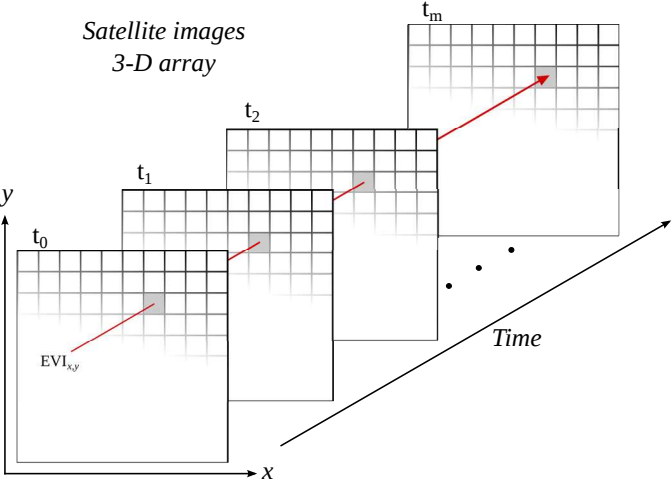 Satellite images
3-D array
tm
t2
t1
y
t0
EVIx,y
Time
x